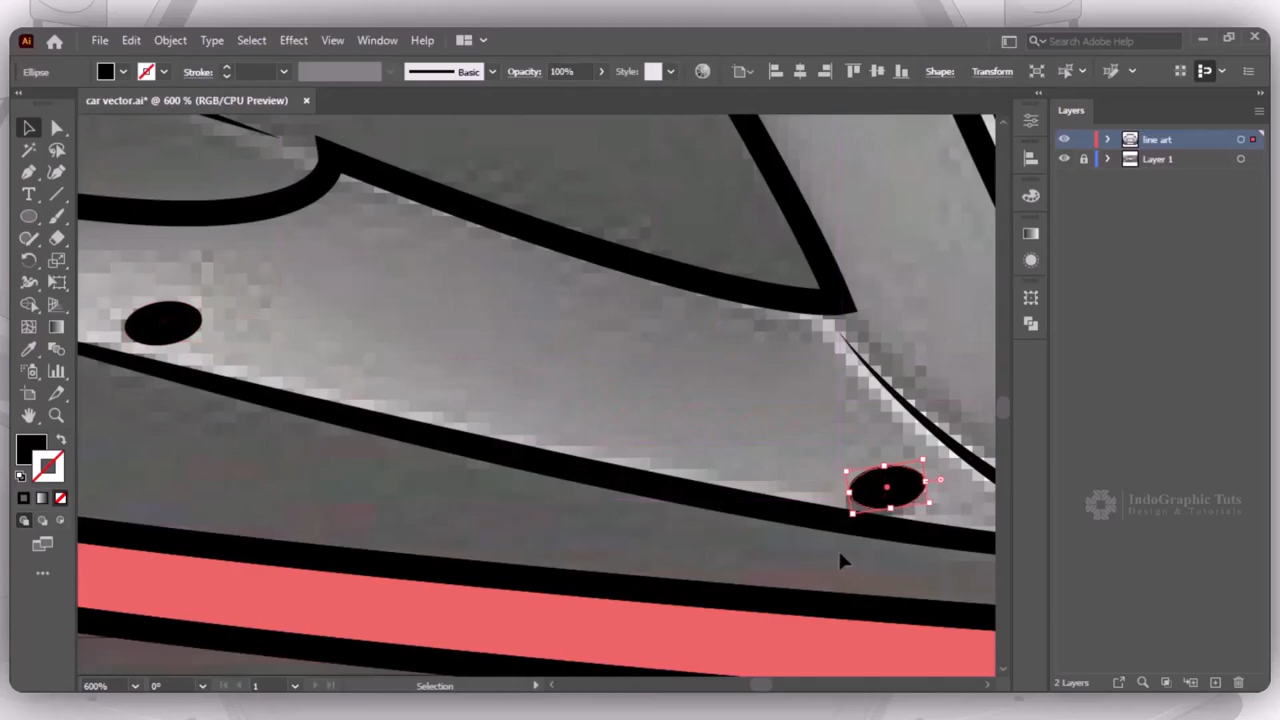 Ai File Edit Object Type Select Effect View Window Help Search Adobe Help
Ellipse Stroke: Basic Opacity: 100% Style: Shape: Transform
car vector.ai* @ 600 % (RGB/CPU Preview)
Layers
line art
Layer 1
IndoGraphic Tuts
Design & Tutorials
600% 0° 1 Selection
2 Layers